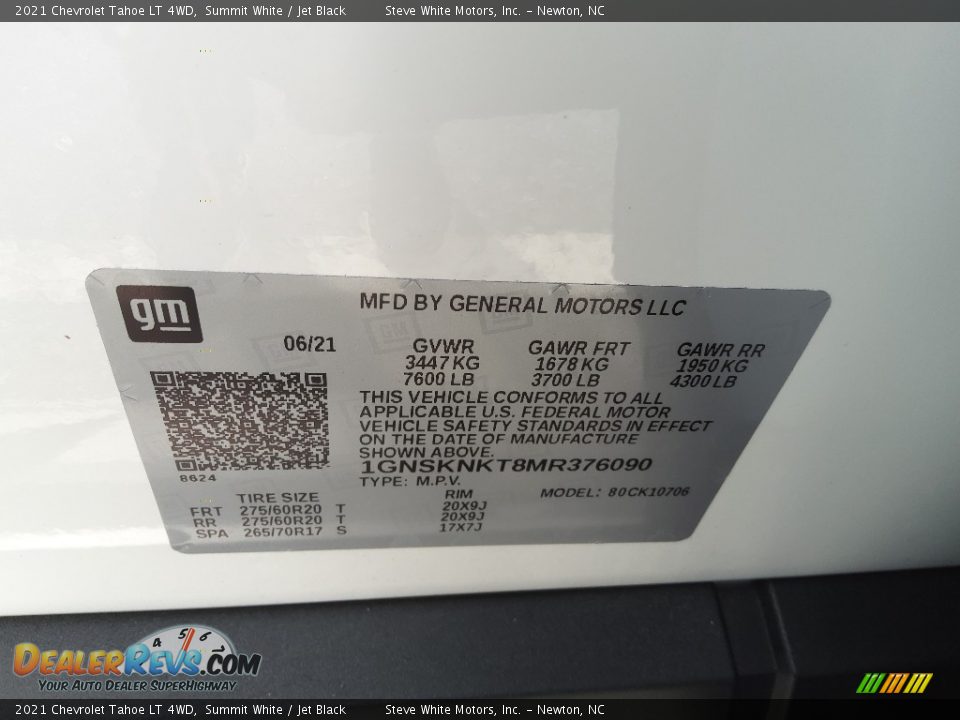 2021 Chevrolet Tahoe LT 4WD, Summit White / Jet Black Steve White Motors, Inc. - Newton, NC
gm
MFD BY GENERAL MOTORS LLC
06/21
GVWR GAWR FRT GAWR RR
3447 KG 1678 KG 1950 KG
7600 LB 3700 LB 4300 LB
THIS VEHICLE CONFORMS TO ALL
APPLICABLE U.S. FEDERAL MOTOR
VEHICLE SAFETY STANDARDS IN EFFECT
ON THE DATE OF MANUFACTURE
SHOWN ABOVE.
1GNSKNKT8MR376090
8624
TYPE: M.P.V.
MODEL: 80CK10706
TIRE SIZE RIM
FRT 275/60R20 T 20X9J
RR 275/60R20 T 20X9J
SPA 265/70R17 S 17X7J
4 5 6
DEALERREVS.COM
YOUR AUTO DEALER SUPERHIGHWAY
2021 Chevrolet Tahoe LT 4WD, Summit White / Jet Black Steve White Motors, Inc. - Newton, NC